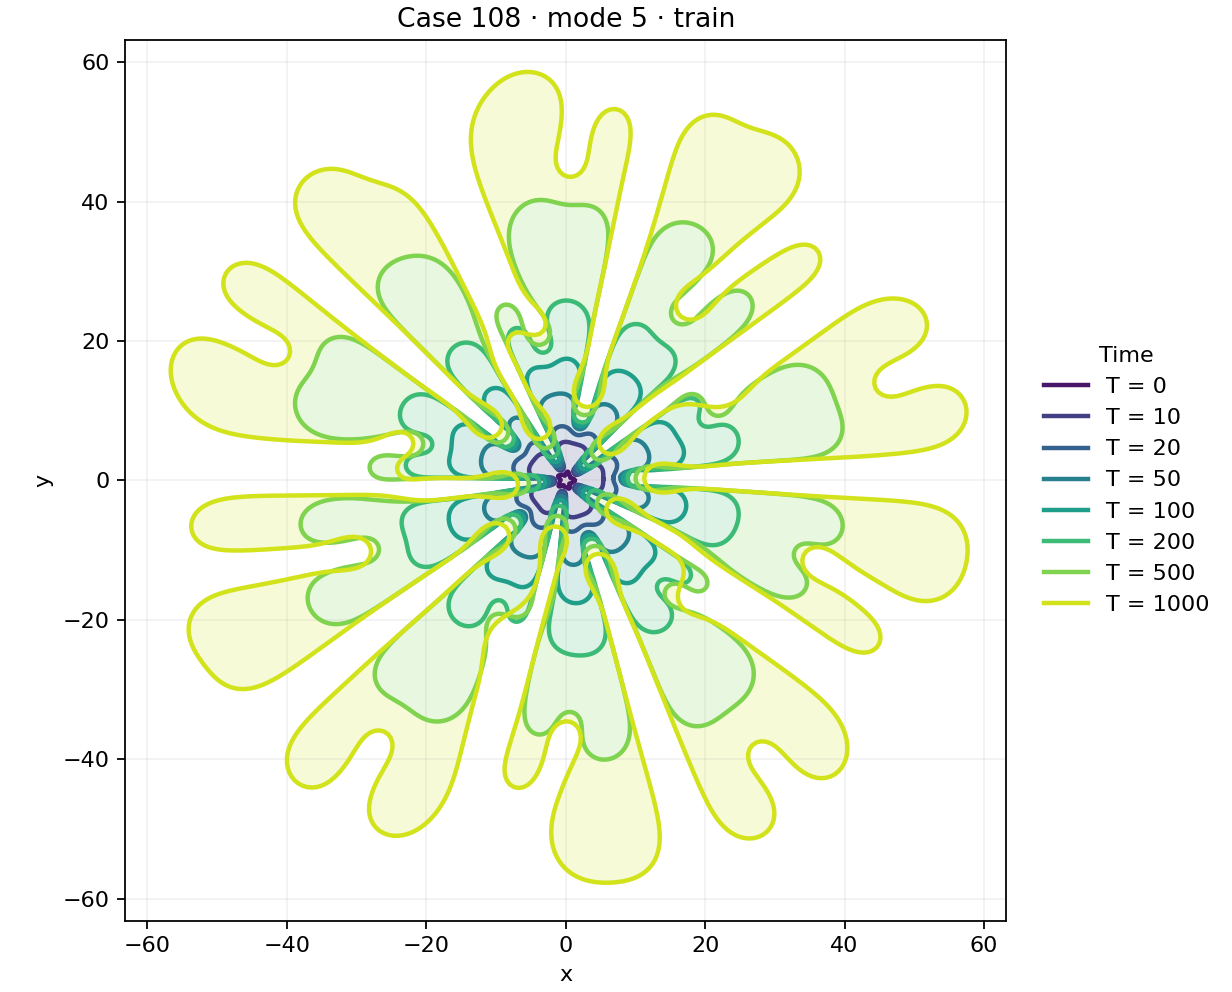 Case 108 · mode 5 · train
60
40
20
0
−20
−40
−60
y
−60
−40
−20
0
20
40
60
x
Time
T = 0
T = 10
T = 20
T = 50
T = 100
T = 200
T = 500
T = 1000